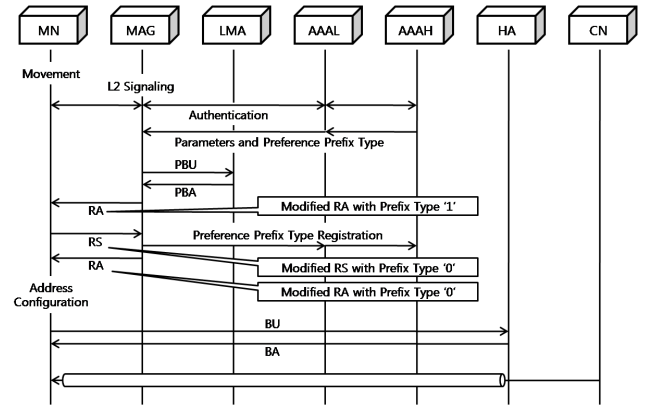 MN MAG LMA AAAL AAAH HA CN
Movement
L2 Signaling
Authentication
Parameters and Preference Prefix Type
PBU
PBA
RA
Modified RA with Prefix Type '1'
Preference Prefix Type Registration
RS
Modified RS with Prefix Type '0'
RA
Modified RA with Prefix Type '0'
Address
Configuration
BU
BA